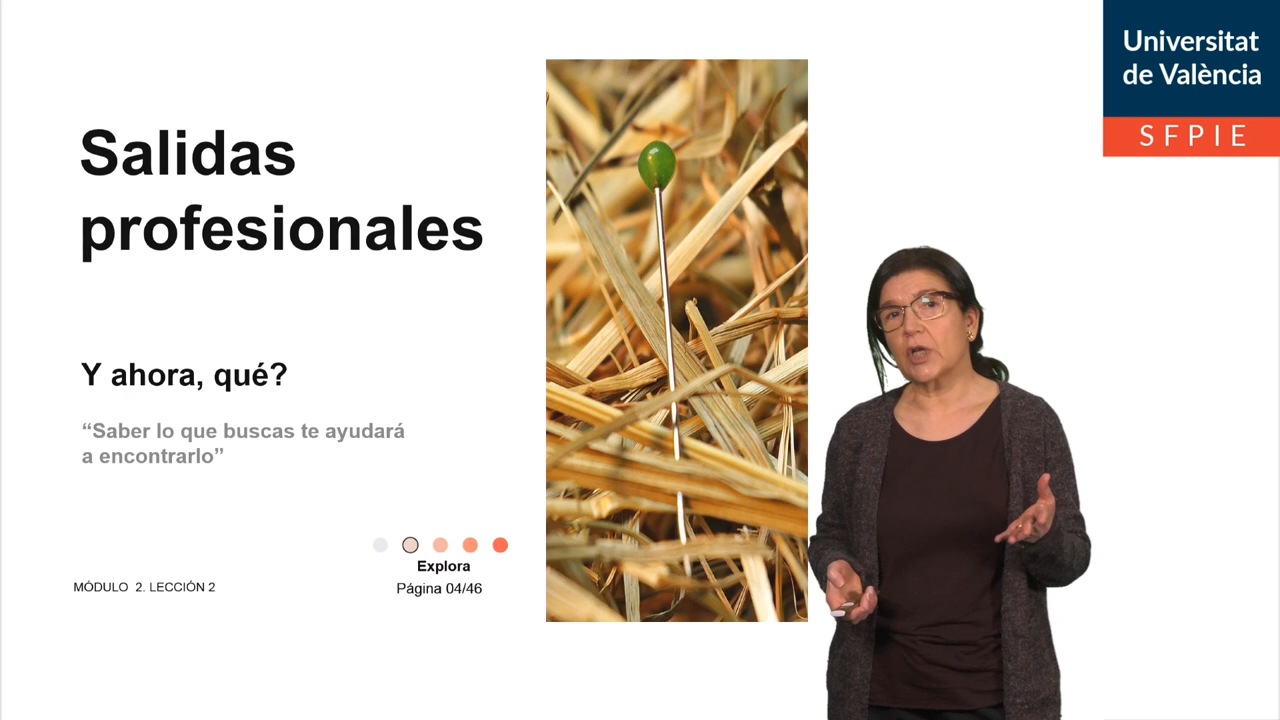 Universitat
de València
SFPIE
Salidas
profesionales
Y ahora, qué?
“Saber lo que buscas te ayudará
a encontrarlo”
Explora
MÓDULO 2. LECCIÓN 2
Página 04/46